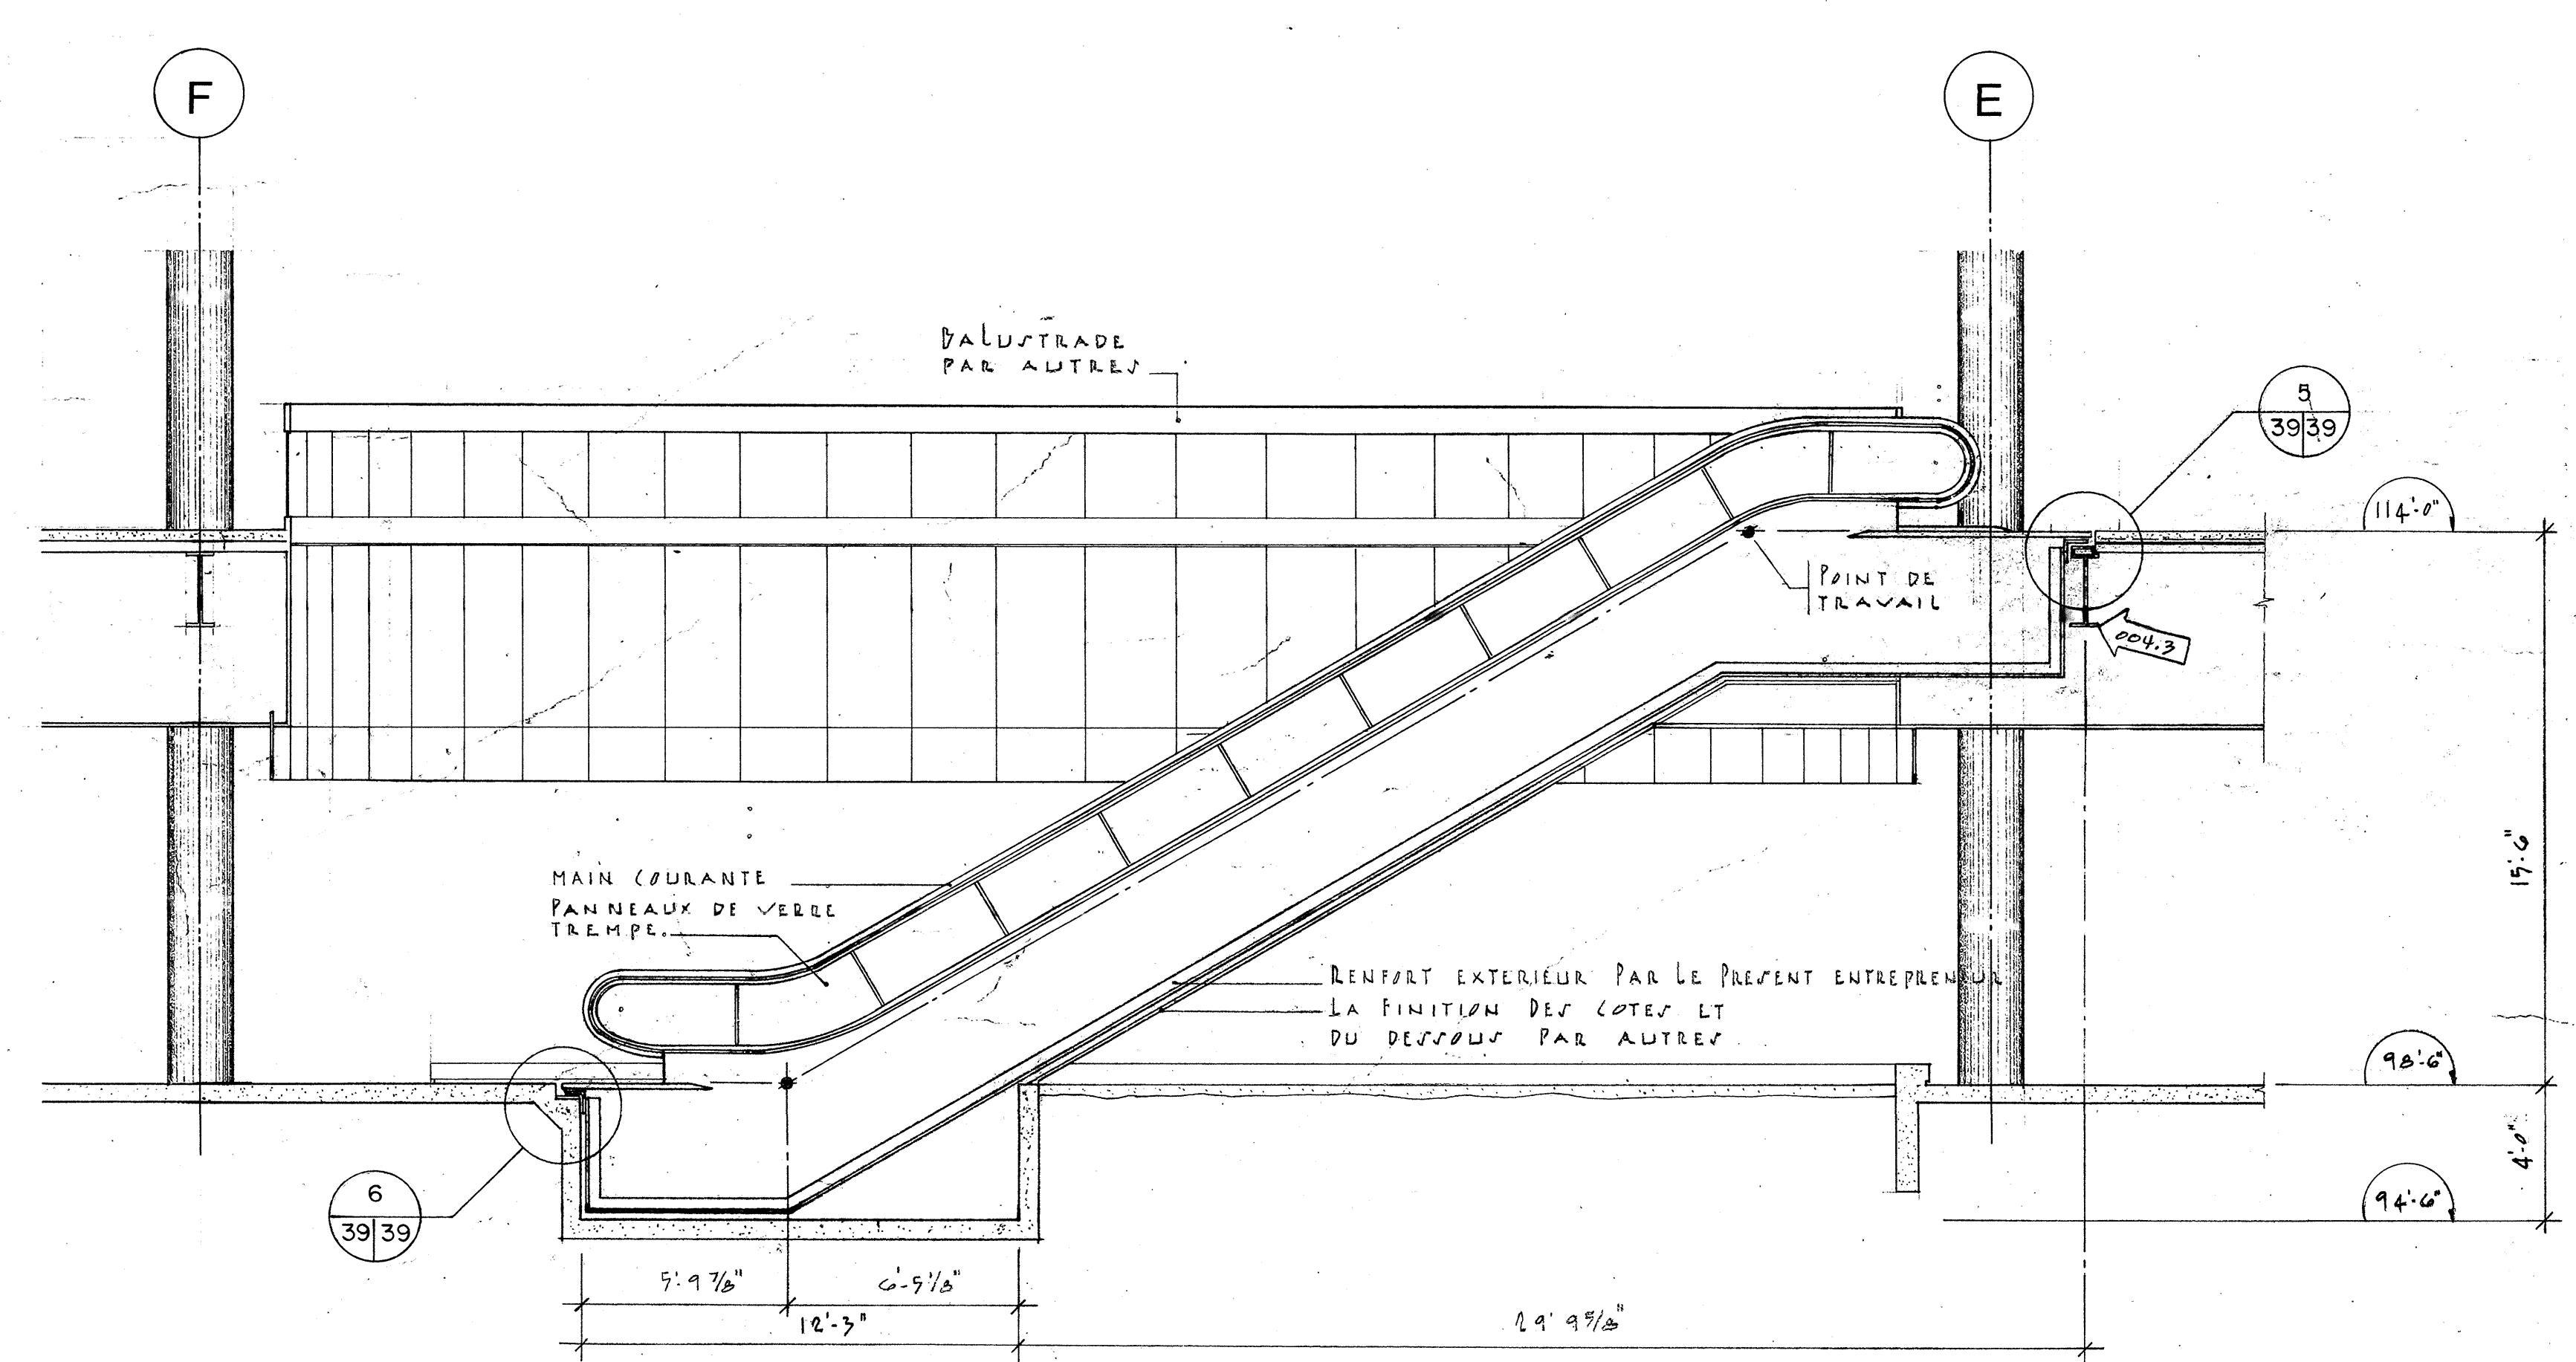 F
E
BALUSTRADE
PAR AUTRES
5
39 39
114'-0"
POINT DE
TRAVAIL
004.3
15'-6"
MAIN COURANTE
PANNEAUX DE VERRE
TREMPE.
RENFORT EXTERIEUR PAR LE PRESENT ENTREPRENEUR
LA FINITION DES COTES ET
DU DESSOUS PAR AUTRES
98'-6"
4'-0"
94'-6"
6
39 39
5'-9 7/8"
6'-5 1/8"
12'-3"
29' 9 5/8"